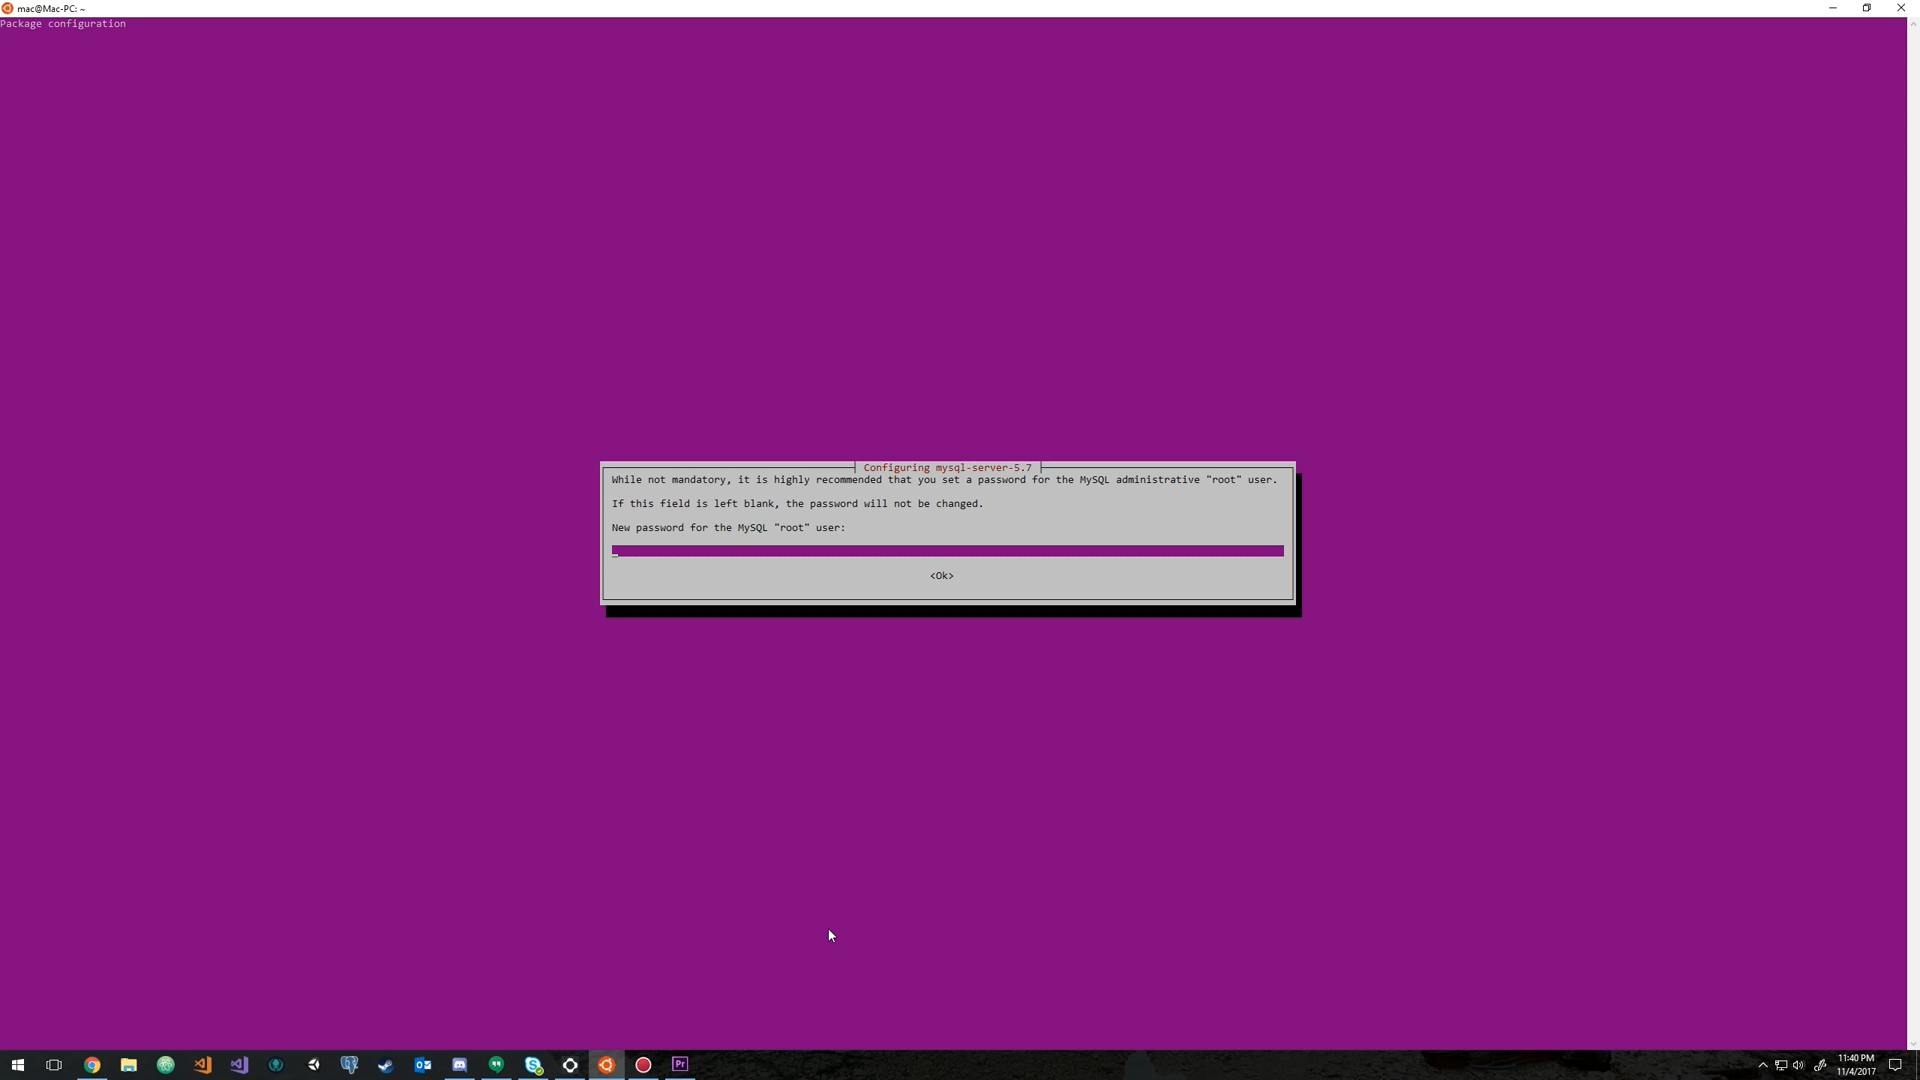 mac@Mac-PC: ~
Package configuration
Configuring mysql-server-5.7
While not mandatory, it is highly recommended that you set a password for the MySQL administrative "root" user.
If this field is left blank, the password will not be changed.
New password for the MySQL "root" user:
<Ok>
Pr
11:40 PM
11/4/2017